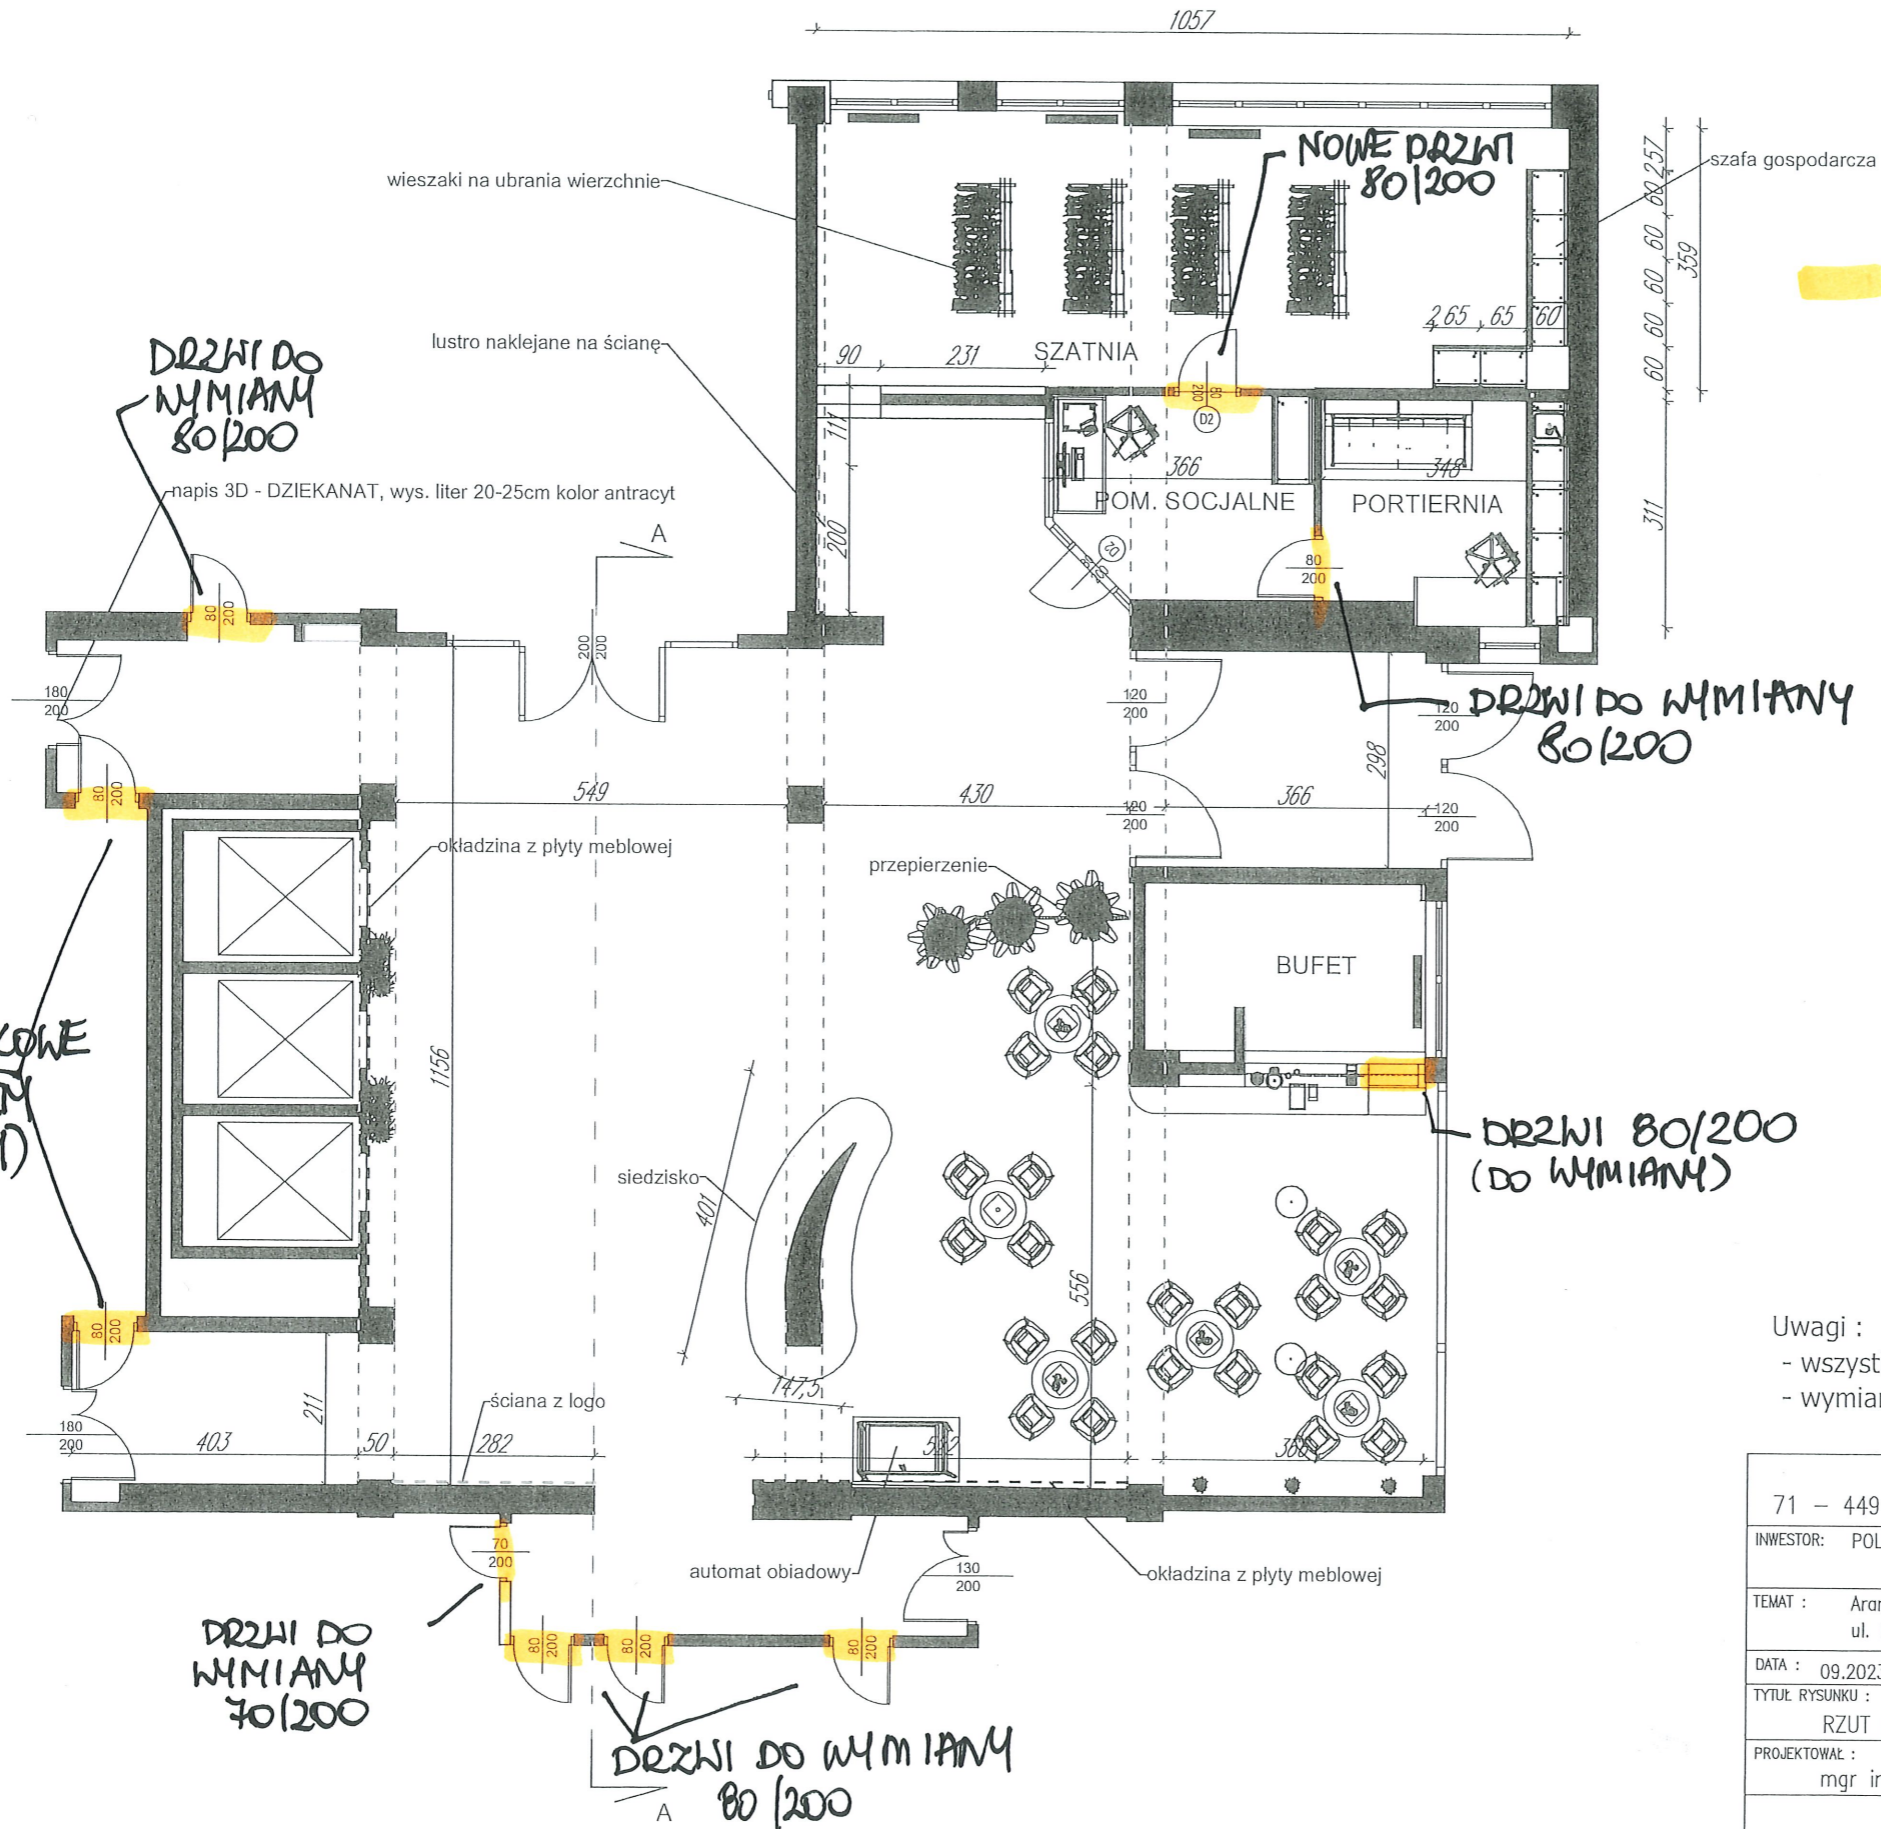 1057
NOWE DRZWI
80/200
szafa gospodarcza
wieszaki na ubrania wierzchnie
257
60
60
60
60
60
359
2,65
65
60
lustro naklejane na ścianę
SZATNIA
90
231
DRZWI DO
WYMIANY
80/200
80
200
D2
111
366
348
napis 3D - DZIEKANAT, wys. liter 20-25cm kolor antracyt
POM. SOCJALNE
PORTIERNIA
311
200
A
D2
80
200
80
200
200
200
180
200
120
200
120
200
DRZWI DO WYMIANY
80/200
298
80
200
549
430
120
200
366
120
200
okładzina z płyty meblowej
przepierzenie
BUFET
1156
DRZWI 80/200
(DO WYMIANY)
siedzisko
401
556
80
200
Uwagi :
147,5
211
ściana z logo
180
200
403
50
282
366
71 – 449
INWESTOR:
70
200
automat obiadowy
130
200
okładzina z płyty meblowej
TEMAT :
ul.
DRZWI DO
WYMIANY
70/200
80
200
80
200
80
200
DATA :
TYTUŁ RYSUNKU :
RZUT
DRZWI DO WYMIANY
80/200
PROJEKTOWAŁ :
mgr
A